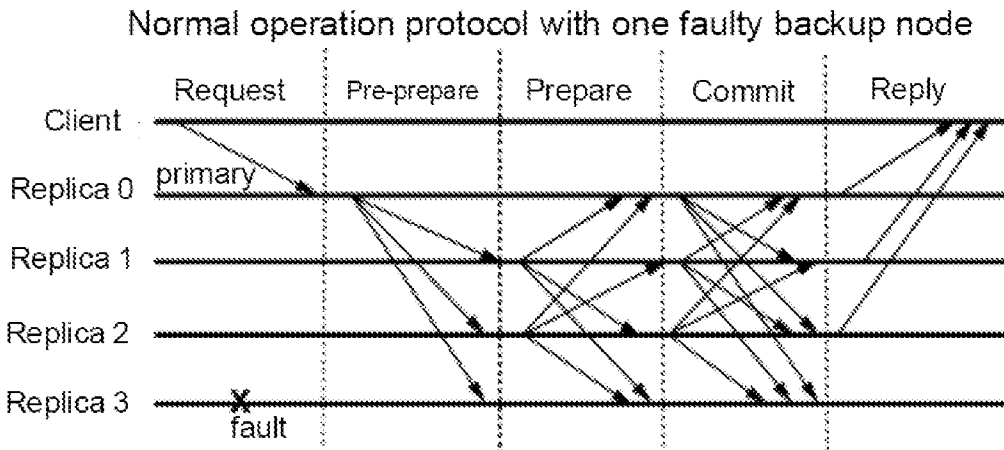 Normal operation protocol with one faulty backup node
Request Pre-prepare Prepare Commit Reply
Client
Replica 0 primary
Replica 1
Replica 2
Replica 3
X
fault